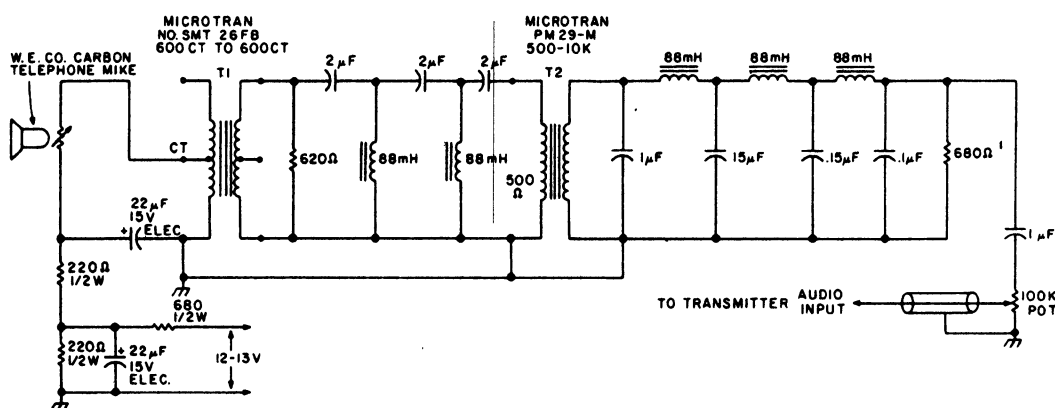 MICROTRAN
NO. SMT 26FB
600 CT TO 600CT
MICROTRAN
PM29-M
500-10K
W.E.CO. CARBON
TELEPHONE MIKE
T1
2μF
2μF
2μF
T2
88mH
88mH
88mH
CT
620Ω
88mH
88mH
500
Ω
1μF
15μF
.15μF
.1μF
680Ω
22μF
15V
ELEC
+
220Ω
1/2W
680
1/2W
1μF
TO TRANSMITTER
AUDIO
INPUT
100K
POT
220Ω
1/2W
+
22μF
15V
ELEC.
12-13V